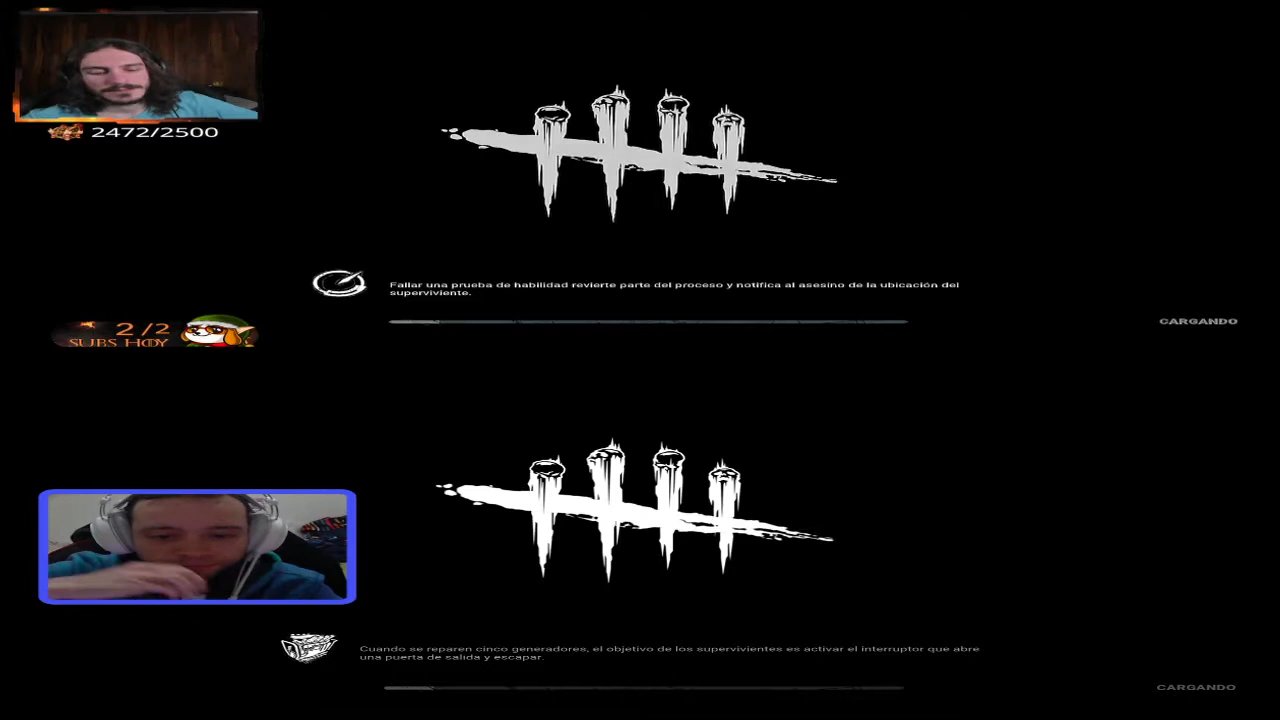 2472/2500
Fallar una prueba de habilidad revierte parte del proceso y notifica al asesino de la ubicación del
superviviente.
CARGANDO
2/2
SUBS HOY
Cuando se reparen cinco generadores, el objetivo de los supervivientes es activar el interruptor que abre
una puerta de salida y escapar.
CARGANDO